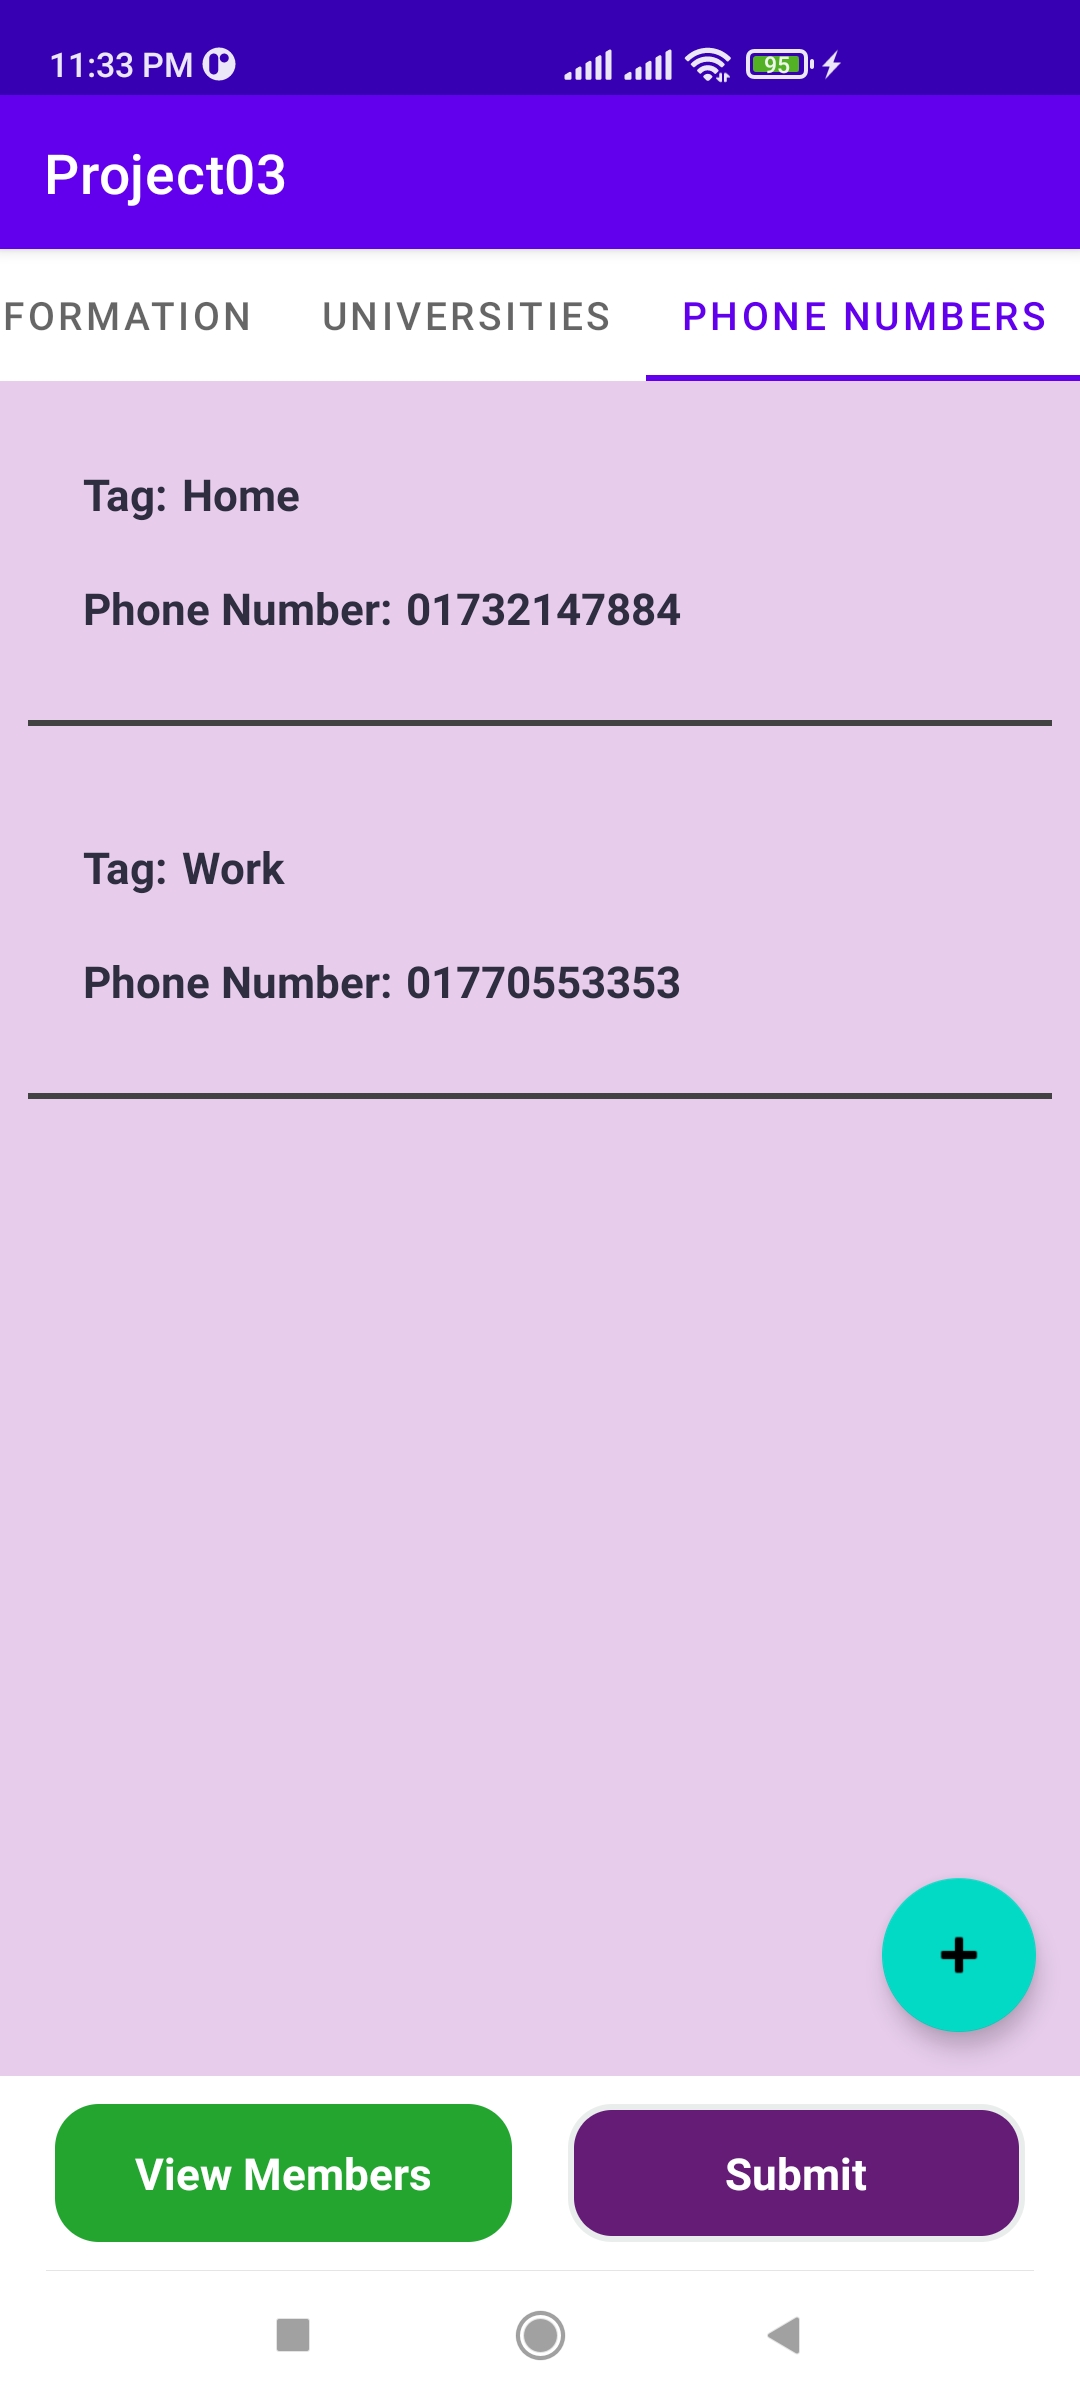 11:33 PM
95
Project03
FORMATION UNIVERSITIES PHONE NUMBERS
Tag: Home
Phone Number: 01732147884
Tag: Work
Phone Number: 01770553353
+
View Members Submit